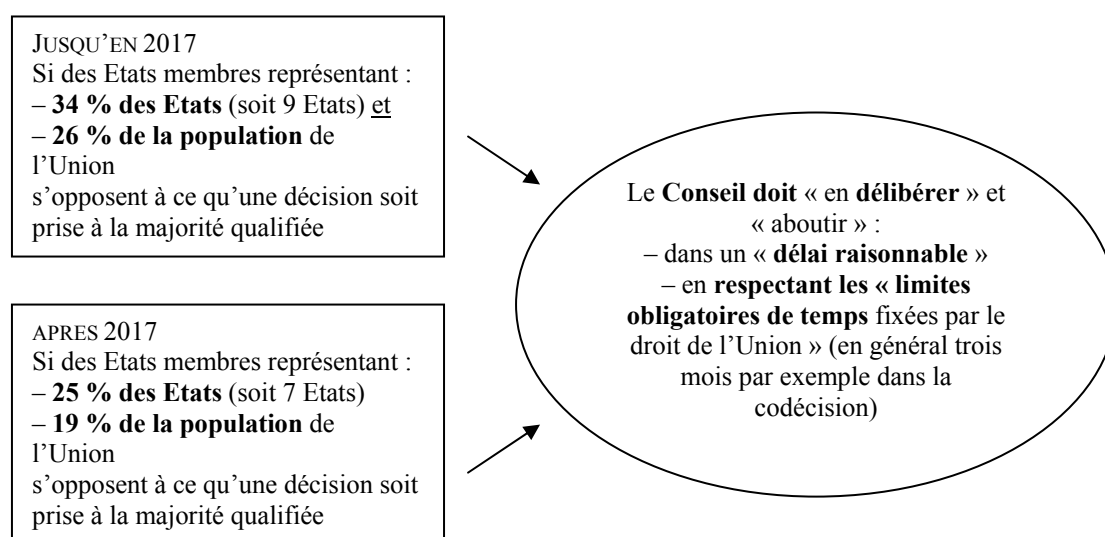 JUSQU’EN 2017
Si des Etats membres représentant :
– 34 % des Etats (soit 9 Etats) et
– 26 % de la population de
l’Union
s’opposent à ce qu’une décision soit
prise à la majorité qualifiée
Le Conseil doit « en délibérer » et
« aboutir » :
– dans un « délai raisonnable »
– en respectant les « limites
obligatoires de temps fixées par le
droit de l’Union » (en général trois
mois par exemple dans la
codécision)
APRES 2017
Si des Etats membres représentant :
– 25 % des Etats (soit 7 Etats)
– 19 % de la population de
l’Union
s’opposent à ce qu’une décision soit
prise à la majorité qualifiée